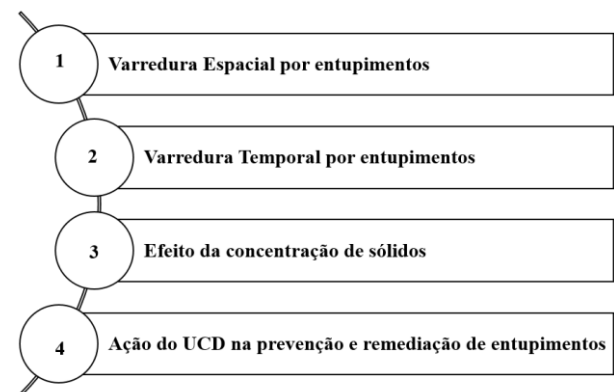 1 Varredura Espacial por entupimentos
2 Varredura Temporal por entupimentos
3 Efeito da concentração de sólidos
4 Ação do UCD na prevenção e remediação de entupimentos